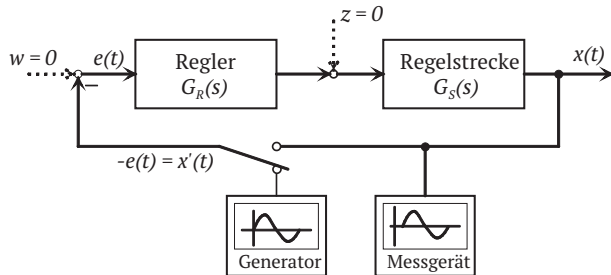 w = 0
e(t)
Regler
G_R(s)
z = 0
Regelstrecke
G_S(s)
x(t)
–
-e(t) = x'(t)
Generator
Messgerät